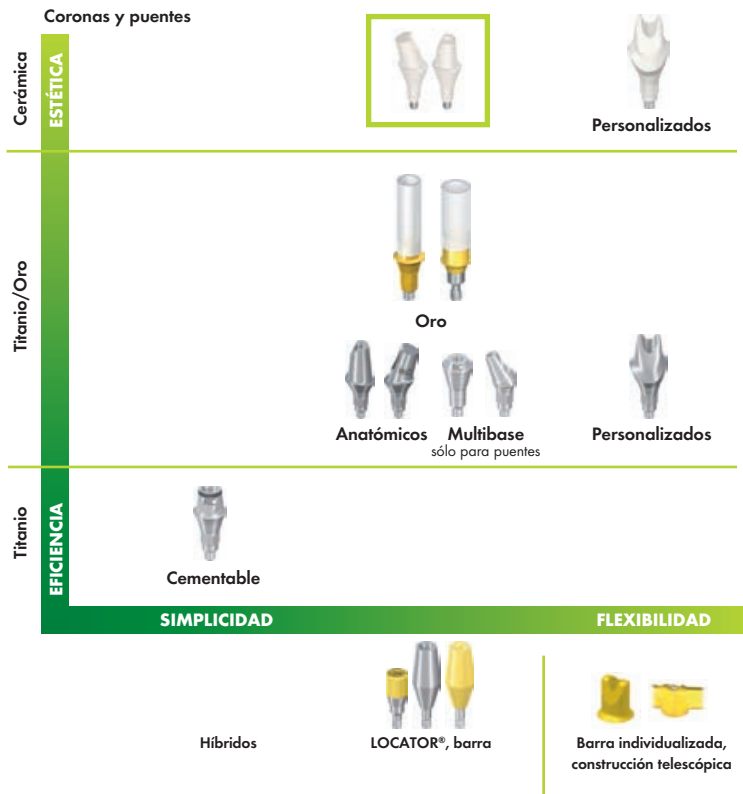 Coronas y puentes
Cerámica
ESTÉTICA
Personalizados
Titanio/Oro
Oro
Anatómicos
Multibase
sólo para puentes
Personalizados
Titanio
EFICIENCIA
Cementable
SIMPLICIDAD
FLEXIBILIDAD
Híbridos
LOCATOR®, barra
Barra individualizada,
construcción telescópica